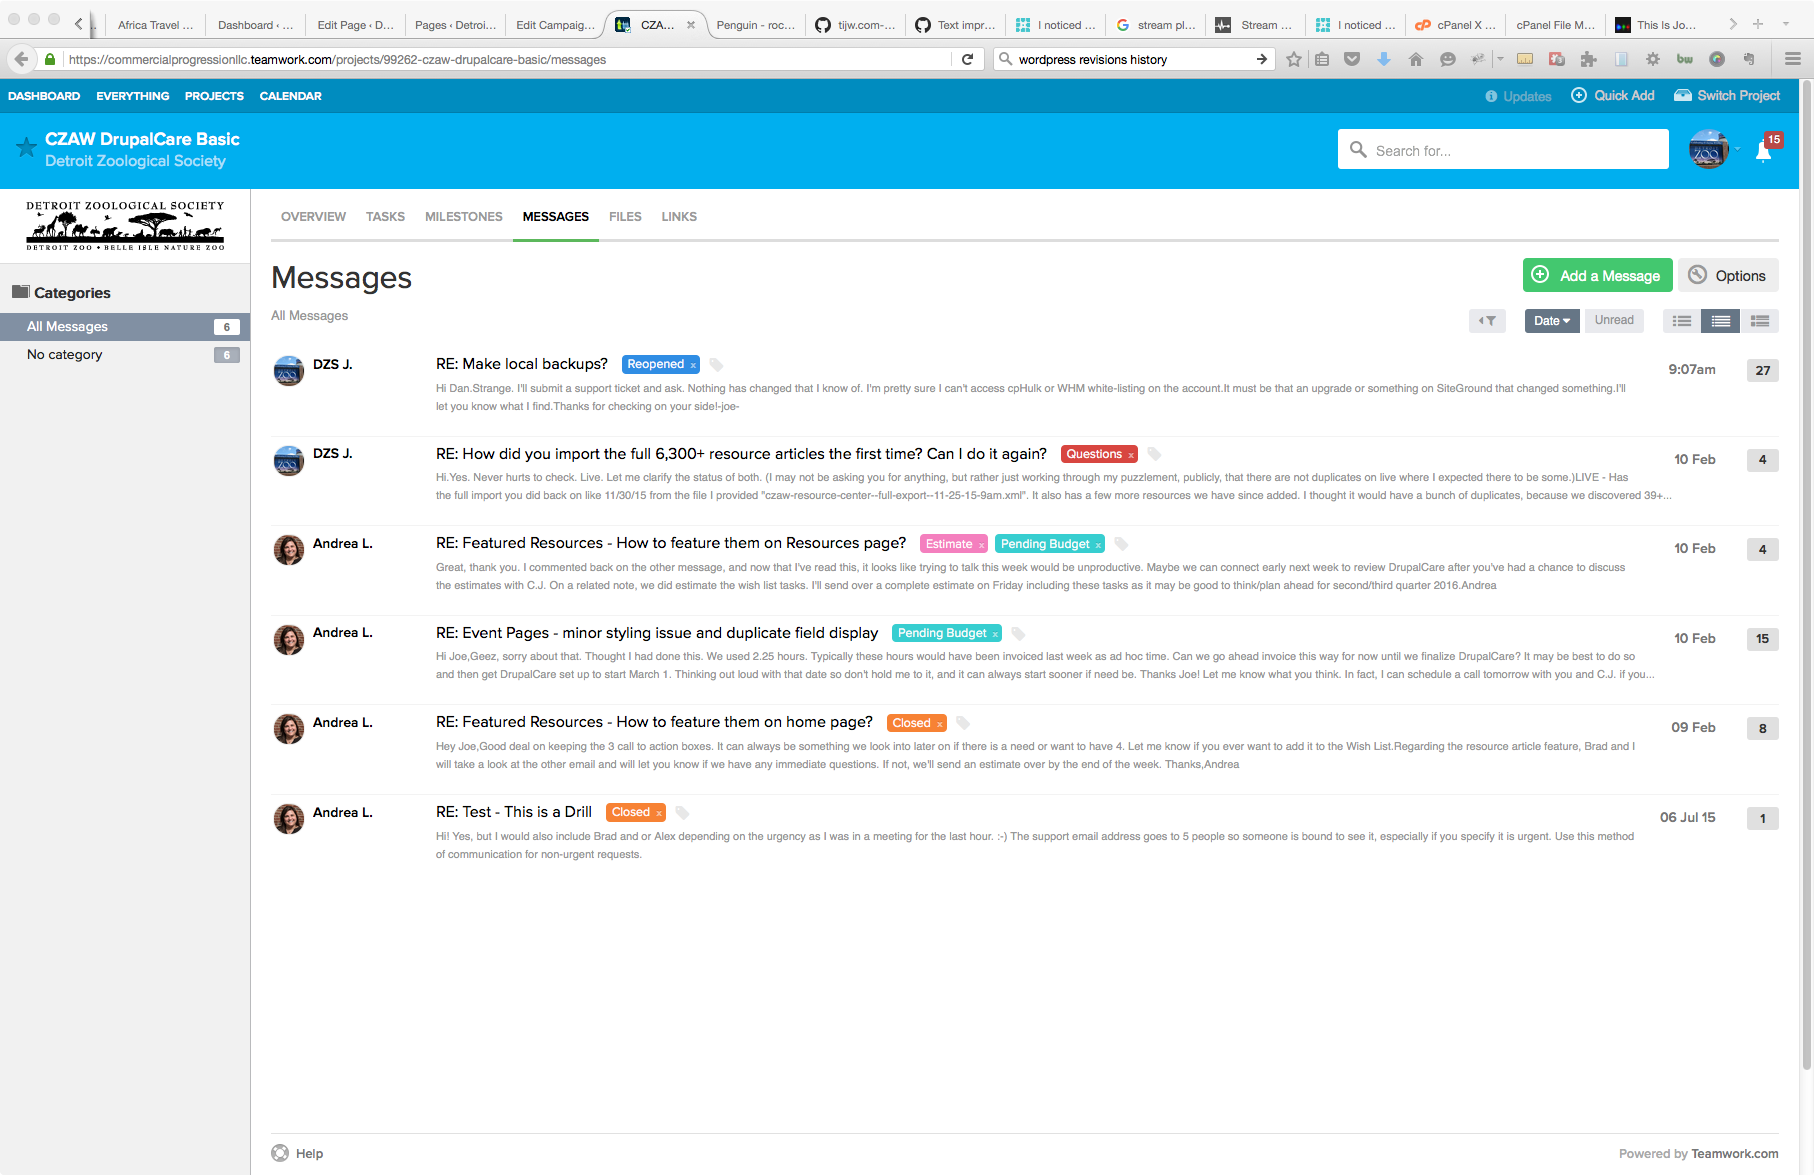 Africa Travel ...
Dashboard ‹ ...
Edit Page ‹ D...
Pages ‹ Detroi...
Edit Campaig...
CZA... ×
Penguin - roc...
tijw.com-...
Text impr...
I noticed ...
stream pl...
Stream ...
I noticed ...
cPanel X ...
cPanel File M...
This Is Jo...
https://commercialprogressionllc.teamwork.com/projects/99262-czaw-drupalcare-basic/messages
wordpress revisions history
bw
DASHBOARD EVERYTHING PROJECTS CALENDAR
Updates Quick Add Switch Project
CZAW DrupalCare Basic
Detroit Zoological Society
Search for...
15
DETROIT ZOOLOGICAL SOCIETY
DETROIT ZOO • BELLE ISLE NATURE ZOO
OVERVIEW TASKS MILESTONES MESSAGES FILES LINKS
Categories
All Messages 6
No category 6
Messages
Add a Message Options
All Messages
Date Unread
DZS J. RE: Make local backups? Reopened x 9:07am 27
Hi Dan.Strange. I'll submit a support ticket and ask. Nothing has changed that I know of. I'm pretty sure I can't access cpHulk or WHM white-listing on the account.It must be that an upgrade or something on SiteGround that changed something.I'll
let you know what I find.Thanks for checking on your side!-joe-
DZS J. RE: How did you import the full 6,300+ resource articles the first time? Can I do it again? Questions x 10 Feb 4
Hi.Yes. Never hurts to check. Live. Let me clarify the status of both. (I may not be asking you for anything, but rather just working through my puzzlement, publicly, that there are not duplicates on live where I expected there to be some.)LIVE - Has
the full import you did back on like 11/30/15 from the file I provided "czaw-resource-center--full-export--11-25-15-9am.xml". It also has a few more resources we have since added. I thought it would have a bunch of duplicates, because we discovered 39+...
Andrea L. RE: Featured Resources - How to feature them on Resources page? Estimate x Pending Budget x 10 Feb 4
Great, thank you. I commented back on the other message, and now that I've read this, it looks like trying to talk this week would be unproductive. Maybe we can connect early next week to review DrupalCare after you've had a chance to discuss
the estimates with C.J. On a related note, we did estimate the wish list tasks. I'll send over a complete estimate on Friday including these tasks as it may be good to think/plan ahead for second/third quarter 2016.Andrea
Andrea L. RE: Event Pages - minor styling issue and duplicate field display Pending Budget x 10 Feb 15
Hi Joe,Geez, sorry about that. Thought I had done this. We used 2.25 hours. Typically these hours would have been invoiced last week as ad hoc time. Can we go ahead invoice this way for now until we finalize DrupalCare? It may be best to do so
and then get DrupalCare set up to start March 1. Thinking out loud with that date so don't hold me to it, and it can always start sooner if need be. Thanks Joe! Let me know what you think. In fact, I can schedule a call tomorrow with you and C.J. if you...
Andrea L. RE: Featured Resources - How to feature them on home page? Closed x 09 Feb 8
Hey Joe,Good deal on keeping the 3 call to action boxes. It can always be something we look into later on if there is a need or want to have 4. Let me know if you ever want to add it to the Wish List.Regarding the resource article feature, Brad and I
will take a look at the other email and will let you know if we have any immediate questions. If not, we'll send an estimate over by the end of the week. Thanks,Andrea
Andrea L. RE: Test - This is a Drill Closed x 06 Jul 15 1
Hi! Yes, but I would also include Brad and or Alex depending on the urgency as I was in a meeting for the last hour. :-) The support email address goes to 5 people so someone is bound to see it, especially if you specify it is urgent. Use this method
of communication for non-urgent requests.
Help
Powered by Teamwork.com